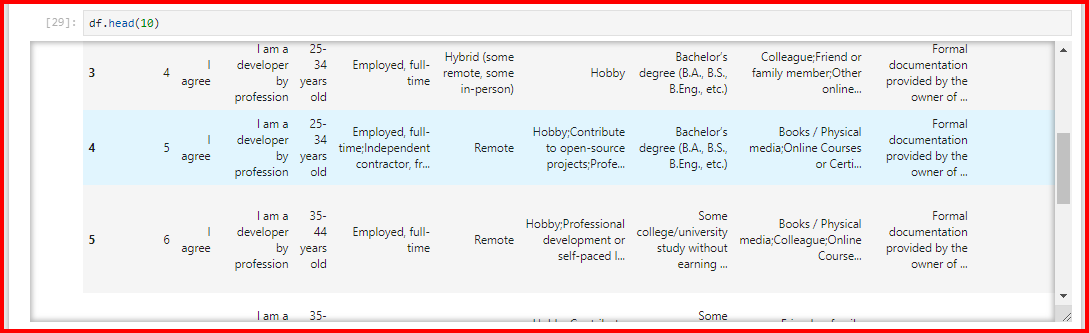 [29]: df.head(10)
I am a 25- Hybrid (some Bachelor's Colleague;Friend or Formal
3 4 I developer 34 Employed, full- remote, some Hobby degree (B.A., B.S., family member;Other documentation
agree by years time in-person) B.Eng., etc.) online... provided by the
profession old owner of ...
I am a 25- Employed, full- Hobby;Contribute Bachelor's Books / Physical Formal
4 5 I developer 34 time;Independent Remote to open-source degree (B.A., B.S., media;Online Courses documentation
agree by years contractor, fr... projects;Profe... B.Eng., etc.) or Certi... provided by the
profession old owner of ...
I am a 35- Hobby;Professional Some Books / Physical Formal
5 6 I developer 44 Employed, full- Remote development or college/university media;Colleague;Online documentation
agree by years time self-paced l... study without Course... provided by the
profession old earning ... owner of ...
I am a 35- Some